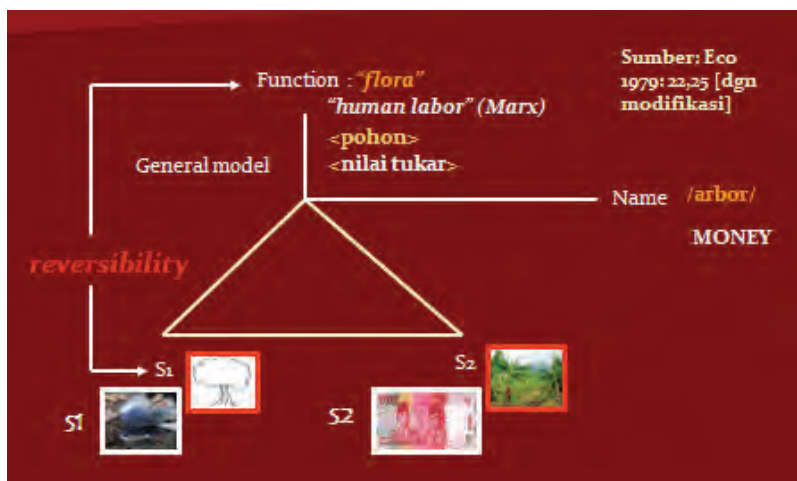 Function : "flora"
"human labor" (Marx)
<pohon>
<nilai tukar>
Sumber: Eco
1979: 22,25 [dgn
modifikasi]
General model
Name /arbor/
MONEY
reversibility
S1
S2
S1
S2